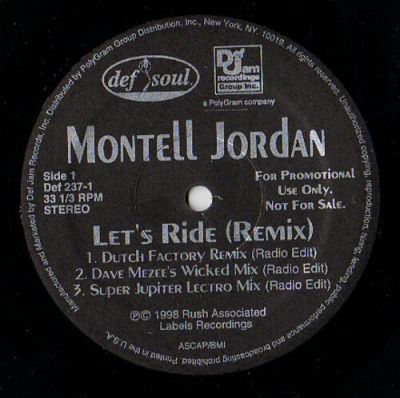 Manufactured and Marketed by Def Jam Records, Inc. Distributed by PolyGram Group Distribution, Inc., New York, NY, 10019. All Rights Reserved. Unauthorized copying, hiring, lending, public performance and broadcasting prohibited. Printed in the U.S.A.
def soul
Def Jam
recordings
Group Inc.
a PolyGram company
MONTELL JORDAN
Side 1
Def 237-1
33 1/3 RPM
STEREO
FOR PROMOTIONAL
USE ONLY.
NOT FOR SALE.
LET'S RIDE (REMIX)
1. DUTCH FACTORY REMIX (Radio Edit)
2. DAVE MEZEE'S WICKED MIX (Radio Edit)
3. SUPER JUPITER LECTRO MIX (Radio Edit)
℗© 1998 Rush Associated
Labels Recordings
ASCAP/BMI